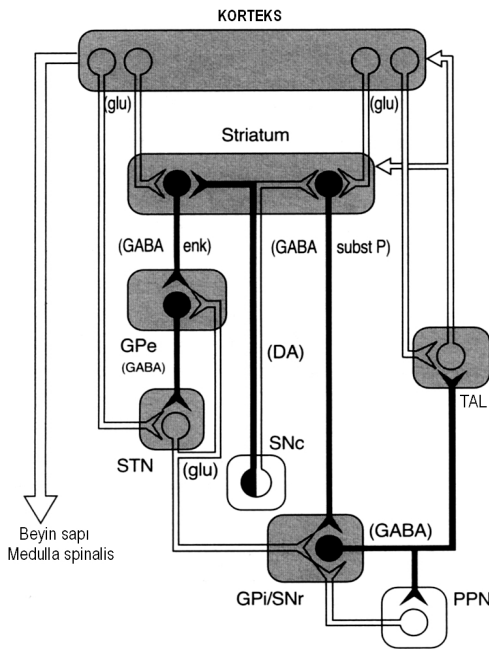 KORTEKS
(glu)
(glu)
Striatum
(GABA enk)
(GABA subst P)
GPe
(GABA)
(DA)
TAL
STN
(glu)
SNc
(GABA)
Beyin sapı
Medulla spinalis
GPi/SNr
PPN